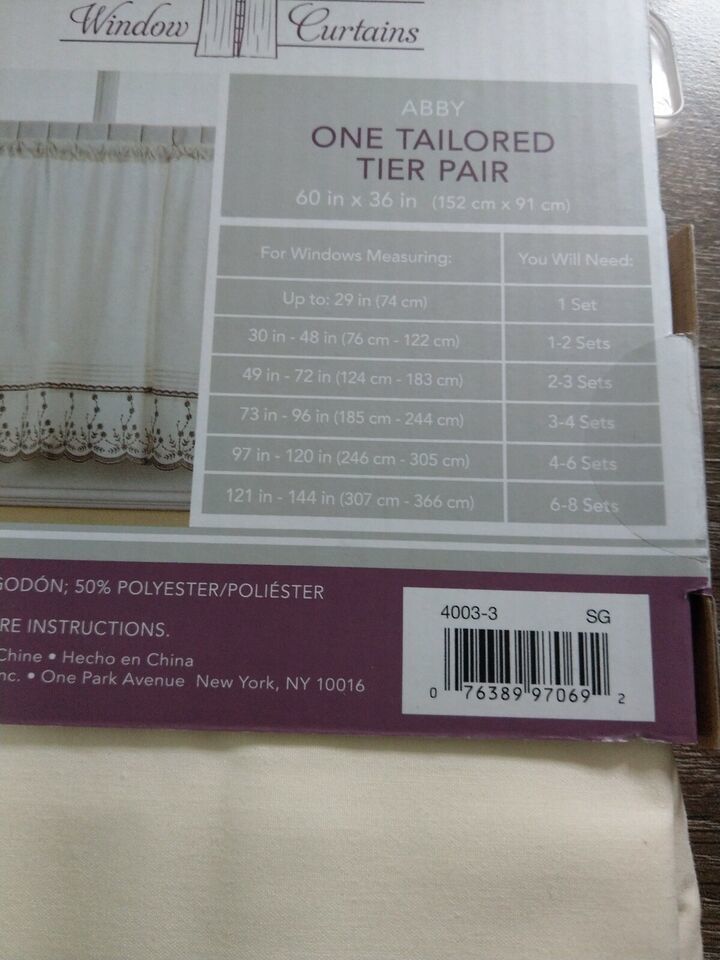 Window Curtains
ABBY
ONE TAILORED
TIER PAIR
60 in x 36 in (152 cm x 91 cm)
For Windows Measuring: You Will Need:
Up to: 29 in (74 cm) 1 Set
30 in - 48 in (76 cm - 122 cm) 1-2 Sets
49 in - 72 in (124 cm - 183 cm) 2-3 Sets
73 in - 96 in (185 cm - 244 cm) 3-4 Sets
97 in - 120 in (246 cm - 305 cm) 4-6 Sets
121 in - 144 in (307 cm - 366 cm) 6-8 Sets
GODÓN; 50% POLYESTER/POLIÉSTER
RE INSTRUCTIONS.
Chine • Hecho en China
nc. • One Park Avenue New York, NY 10016
4003-3 SG
0 76389 97069 2